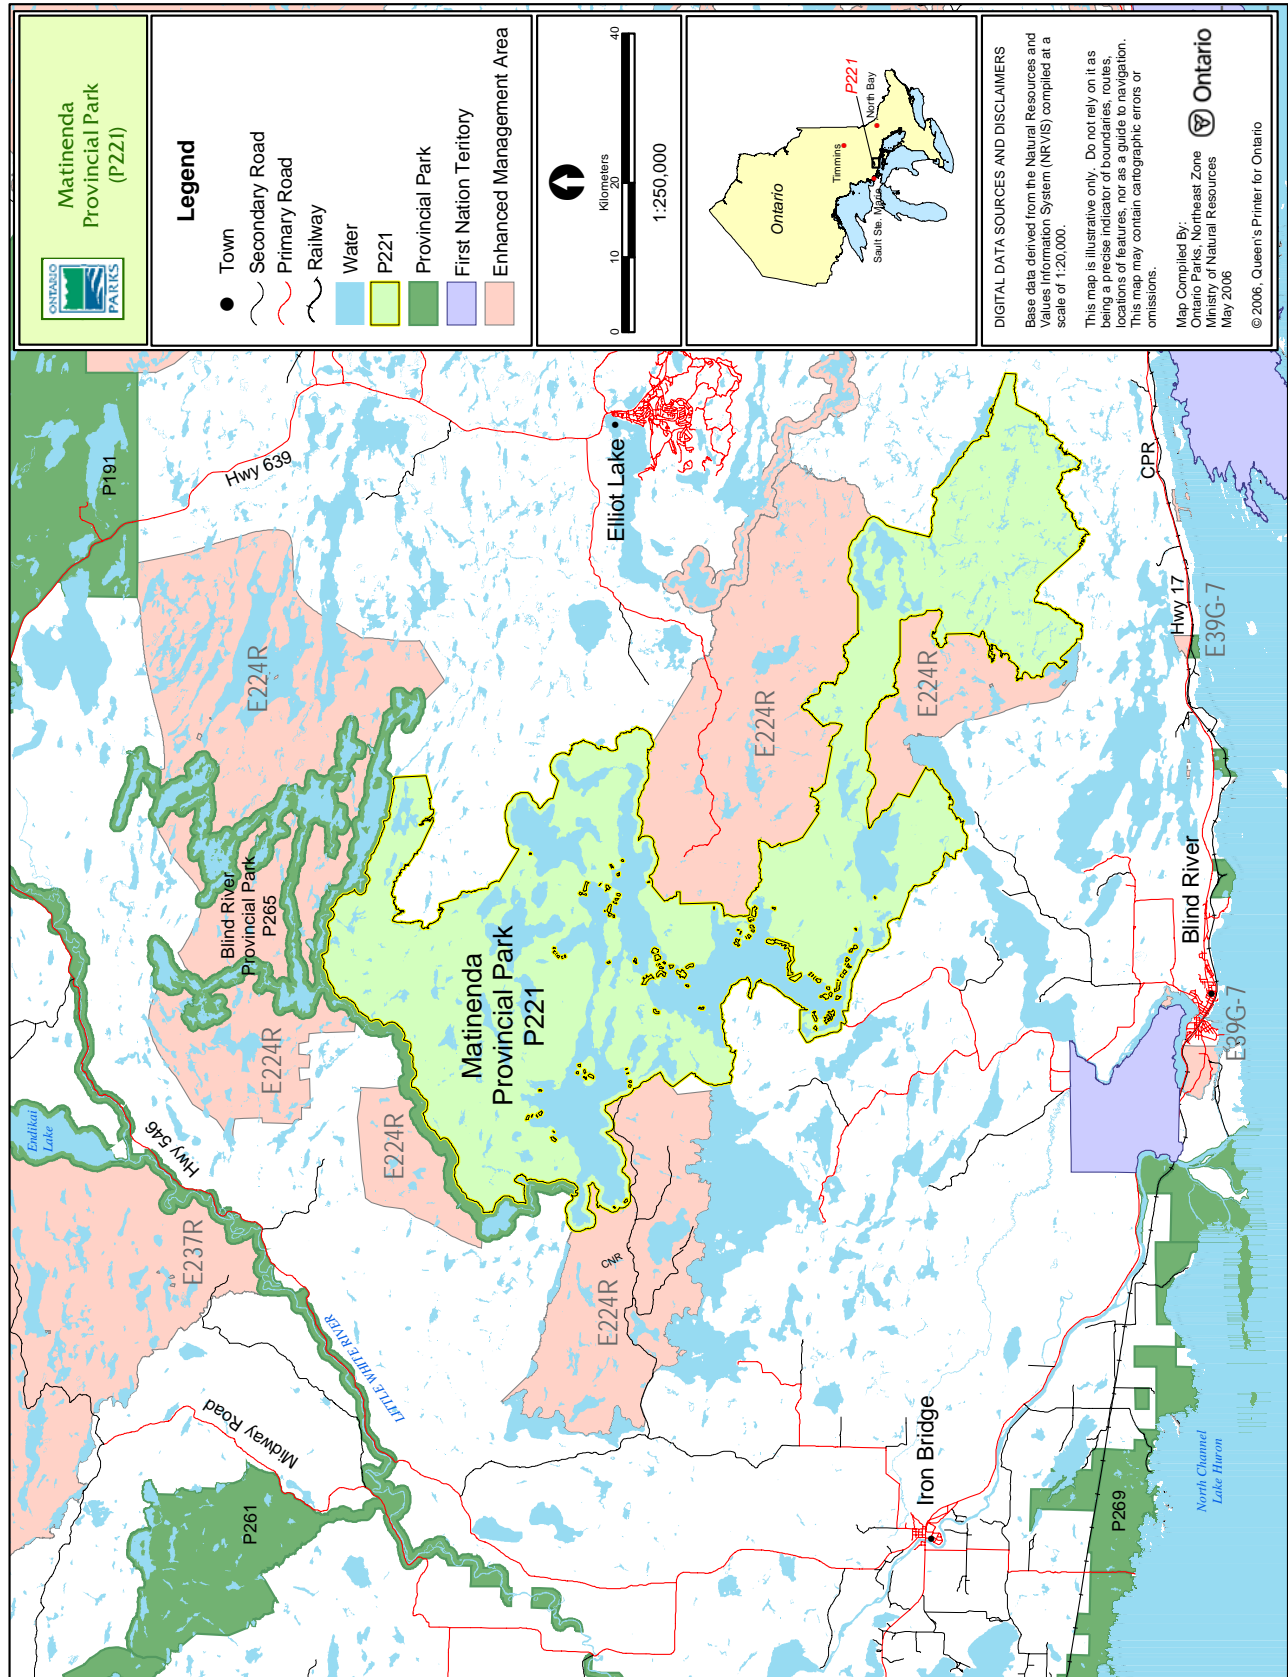 Matinenda
Provincial Park
(P221)
ONTARIO
PARKS
Legend
Town
Secondary Road
Primary Road
Railway
Water
P221
Provincial Park
First Nation Teritory
Enhanced Management Area
Kilometers
0 10 20 40
1:250,000
Ontario
P221
Timmins
North Bay
Sault Ste. Marie
DIGITAL DATA SOURCES AND DISCLAIMERS
Base data derived from the Natural Resources and
Values Information System (NRVIS) compiled at a
scale of 1:20,000.
This map is illustrative only. Do not rely on it as
being a precise indicator of boundaries, routes,
locations of features, nor as a guide to navigation.
This map may contain cartographic errors or
omissions.
Map Compiled By:
Ontario Parks, Northeast Zone
Ministry of Natural Resources
May 2006
Ontario
© 2006, Queen's Printer for Ontario
P191
Hwy 639
Elliot Lake
CPR
Hwy 17
E39G-7
E224R
E224R
E224R
Blind River
Provincial Park
P265
Matinenda
Provincial Park
P221
Blind River
E39G-7
E224R
E224R
E224R
CNR
Endikai
Lake
Hwy 546
E237R
LITTLE WHITE RIVER
Midway Road
P261
Iron Bridge
P269
North Channel
Lake Huron